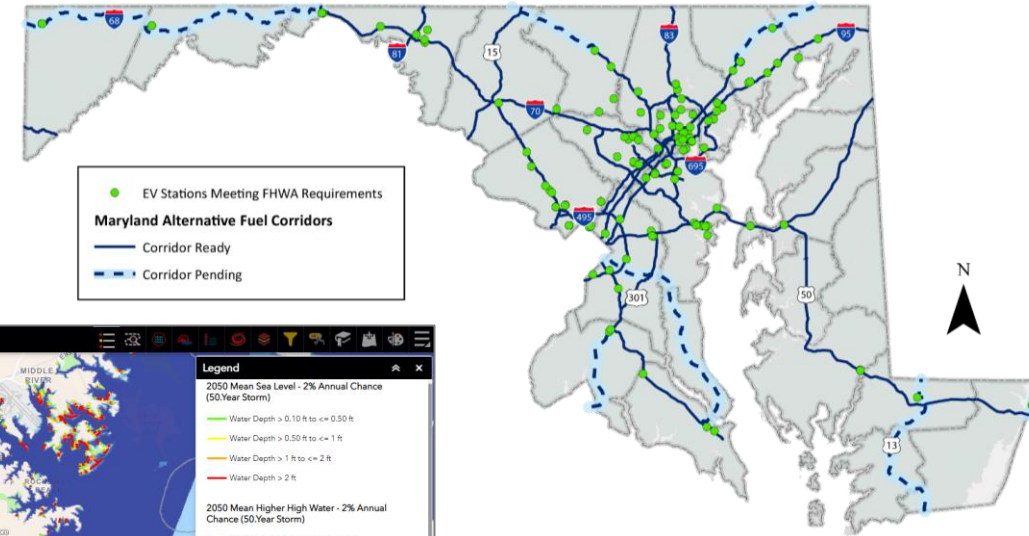 68
81
15
83
95
70
695
495
EV Stations Meeting FHWA Requirements
Maryland Alternative Fuel Corridors
Corridor Ready
Corridor Pending
301
50
13
N
MIDDLE
RIVER
Legend
2050 Mean Sea Level - 2% Annual Chance
(50.Year Storm)
Water Depth > 0.10 ft to <= 0.50 ft
Water Depth > 0.50 ft to <= 1 ft
Water Depth > 1 ft to <= 2 ft
Water Depth > 2 ft
2050 Mean Higher High Water - 2% Annual
Chance (50.Year Storm)